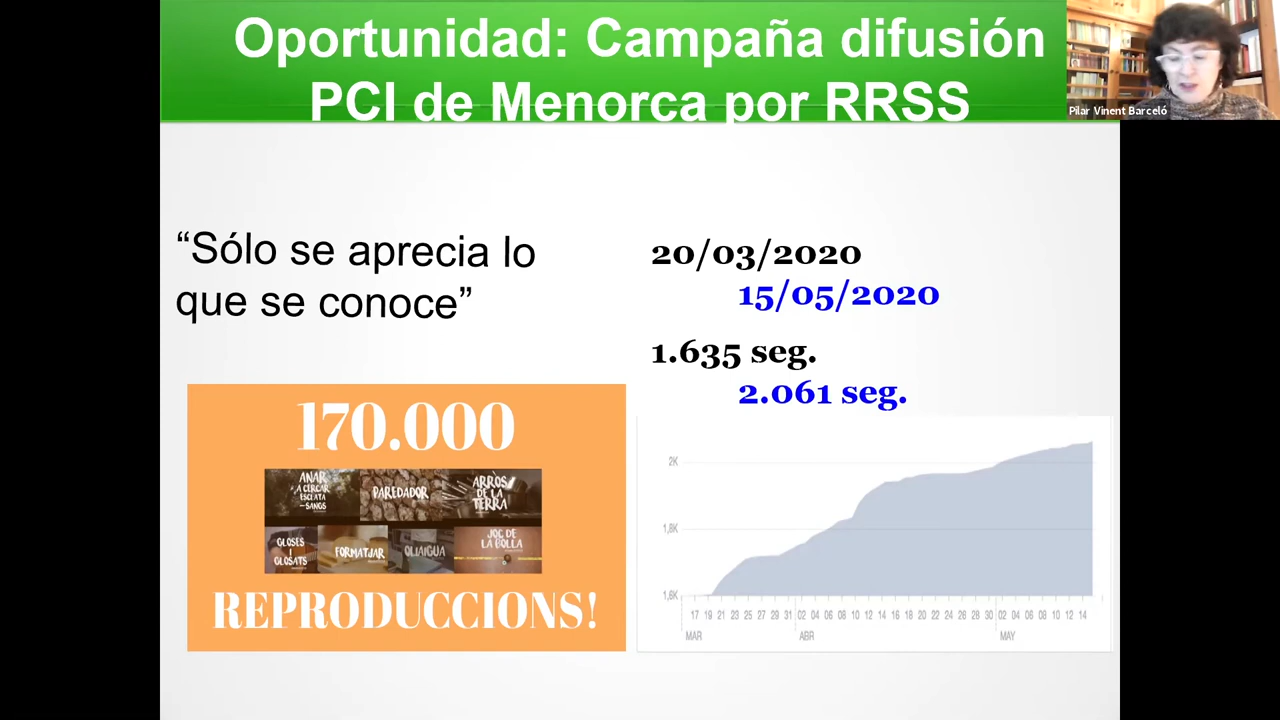 Oportunidad: Campaña difusión
PCI de Menorca por RRSS
Pilar Vinent Barceló
“Sólo se aprecia lo
que se conoce”
20/03/2020
15/05/2020
1.635 seg.
2.061 seg.
170.000
ANAR
A CERCAR
ESCLATA
-SANGS
PAREDADOR
ARRÒS
DE LA
TERRA
GLOSES
I
GLOSATS
FORMATJAR
OLIAIGUA
JOC DE
LA BOLLA
REPRODUCCIONS!
2K
1,8K
1,6K
17 19 21 23 25 27 29 31 02 04 06 08 10 12 14 16 18 20 22 24 26 28 30 02 04 06 08 10 12 14
MAR ABR MAY